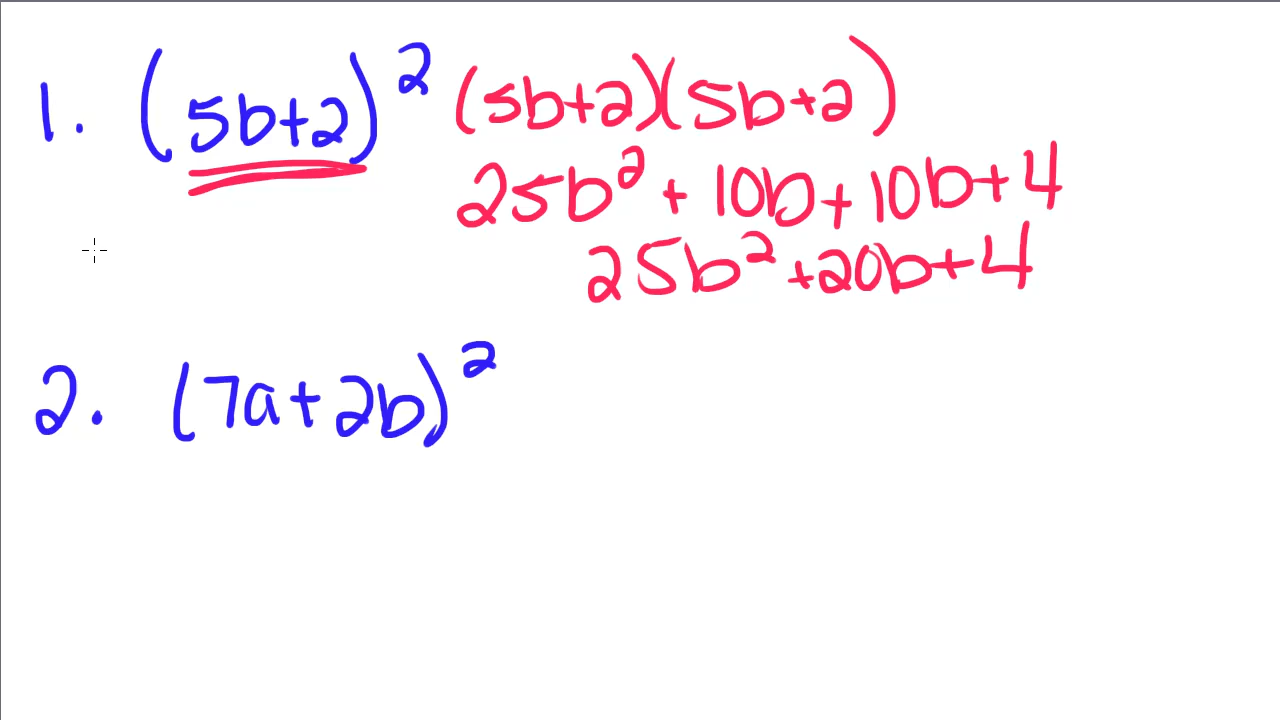 1. (5b+2)² (5b+2)(5b+2)
25b² + 10b + 10b + 4
25b² + 20b + 4
2. (7a+2b)²